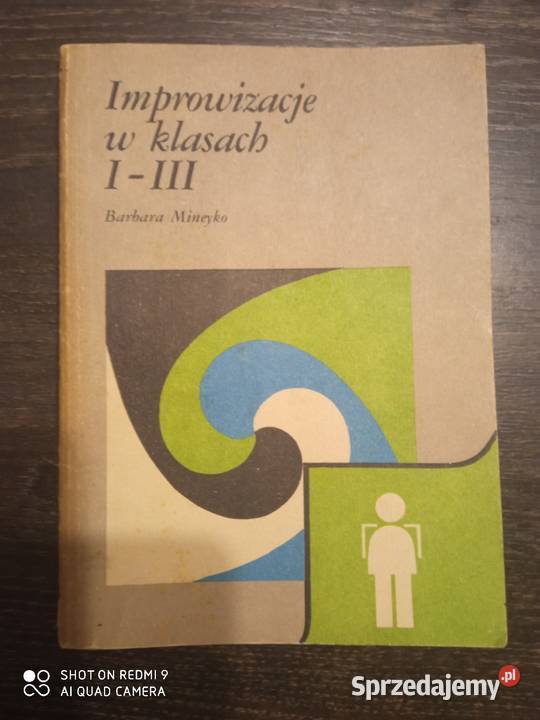 Improwizacje
w klasach
I-III
Barbara Mineyko
SHOT ON REDMI 9
AI QUAD CAMERA
Sprzedajemy.pl